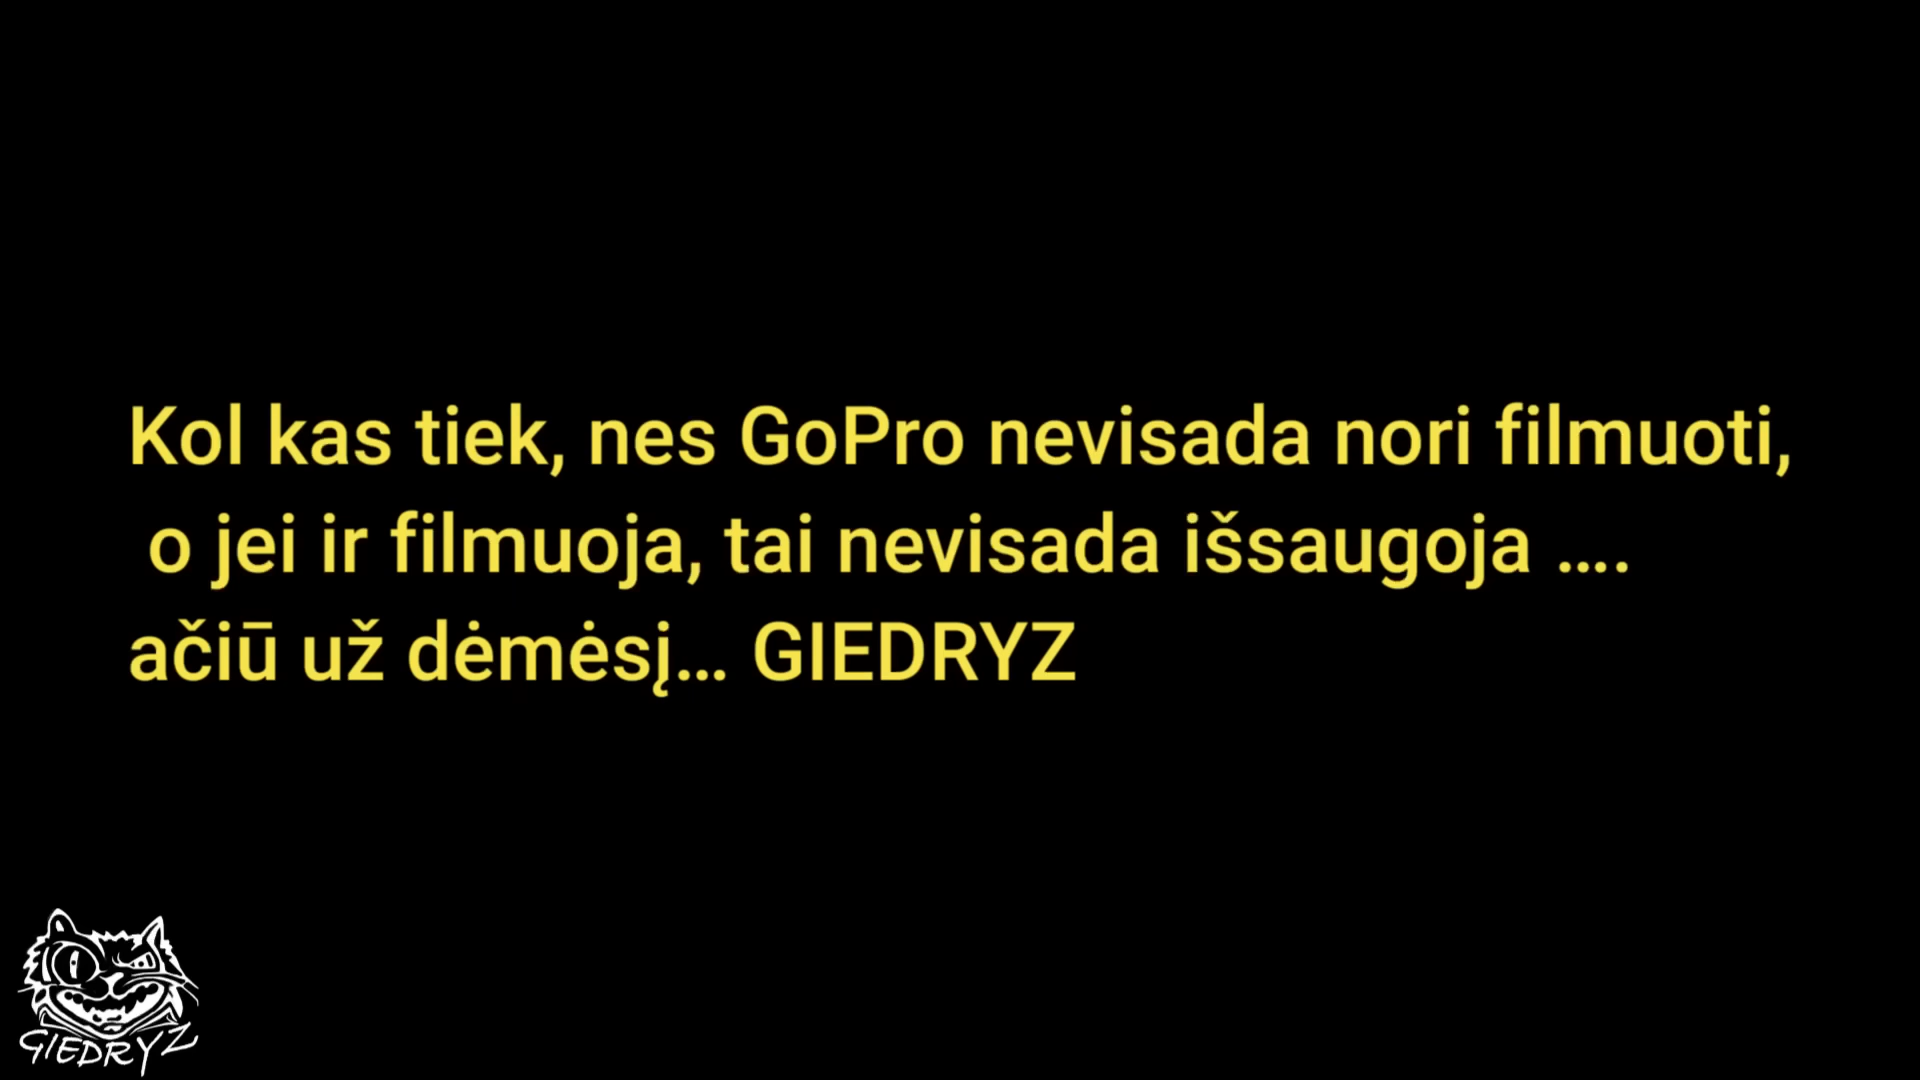 Kol kas tiek, nes GoPro nevisada nori filmuoti,
o jei ir filmuoja, tai nevisada išsaugoja ....
ačiū už dėmėsį... GIEDRYZ
GIEDRYZ